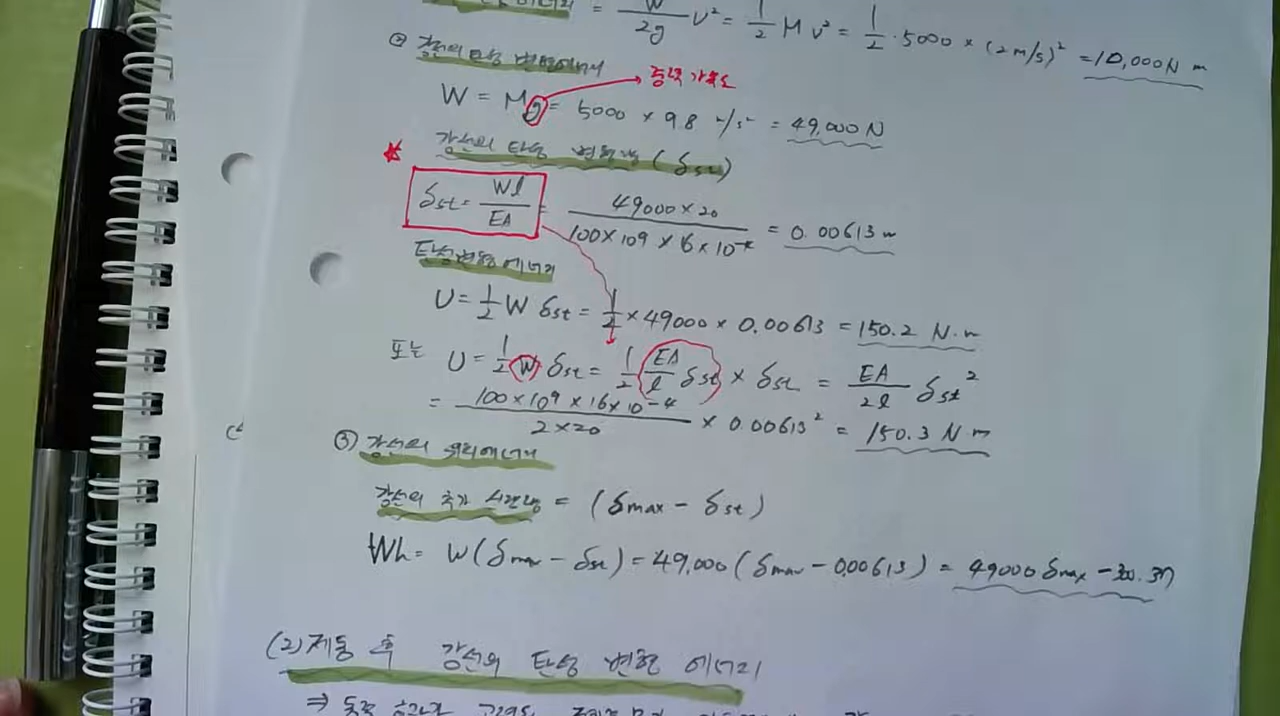 = W/2g v² = 1/2 M v² = 1/2 · 5000 × (2 m/s)² = 10,000 N m
② 강선의 탄성 변형에너지
중력 가속도
W = Mg = 5000 × 9.8 m/s² = 49,000 N
강선의 탄성 변형량 (δst)
δst = Wl/EA = 49000 × 20 / 100 × 109 × 16 × 10⁻⁴ = 0.00613 m
탄성변형에너지
U = 1/2 W δst = 1/2 × 49000 × 0.00613 = 150.2 N·m
또는 U = 1/2 W δst = 1/2 EA/l δst × δst = EA/2l δst²
= 100 × 10⁹ × 16 × 10⁻⁴ / 2 × 20 × 0.00613² = 150.3 N m
③ 강선의 위치에너지
강선의 추가 신장량 = (δmax − δst)
Wh = W(δmax − δst) = 49,000 (δmax − 0.00613) = 49000 δmax − 300.37
(2) 제동 후 강선의 탄성 변형 에너지
⇒